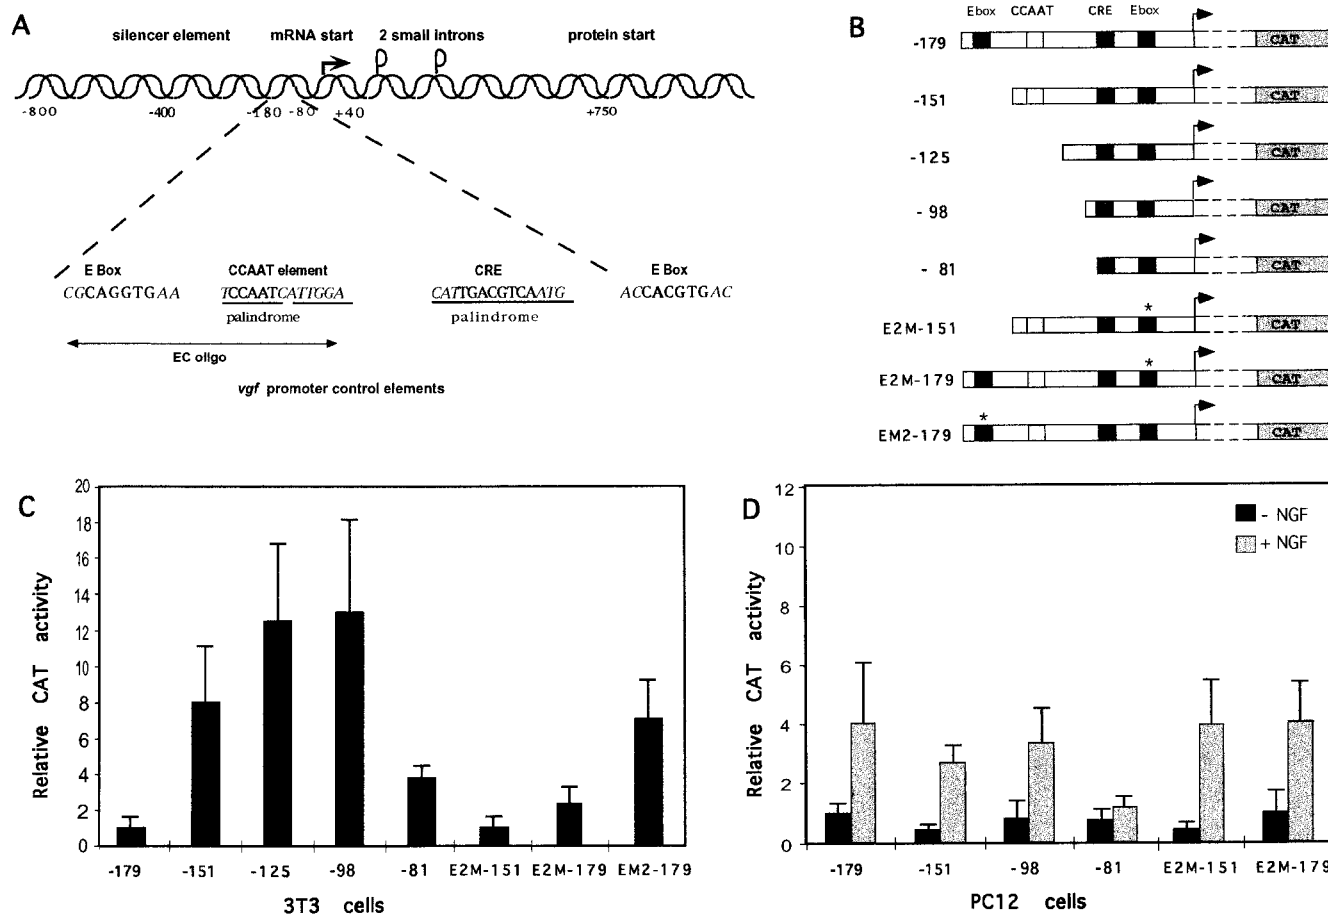 A
silencer element mRNA start 2 small introns protein start
-800 -400 -180 -80 +40 +750
E Box CCAAT element CRE E Box
CGCAGGTGAA TCCAATCATTGGA CATTGACGTCAATG ACCACGTGAC
palindrome palindrome
EC oligo
vgf promoter control elements
B
Ebox CCAAT CRE Ebox
-179 CAT
-151 CAT
-125 CAT
- 98 CAT
- 81 CAT
*
E2M-151 CAT
*
E2M-179 CAT
*
EM2-179 CAT
C
Relative CAT activity
20
18
16
14
12
10
8
6
4
2
0
-179 -151 -125 -98 -81 E2M-151 E2M-179 EM2-179
3T3 cells
D
- NGF
+ NGF
Relative CAT activity
12
10
8
6
4
2
0
-179 -151 -98 -81 E2M-151 E2M-179
PC12 cells